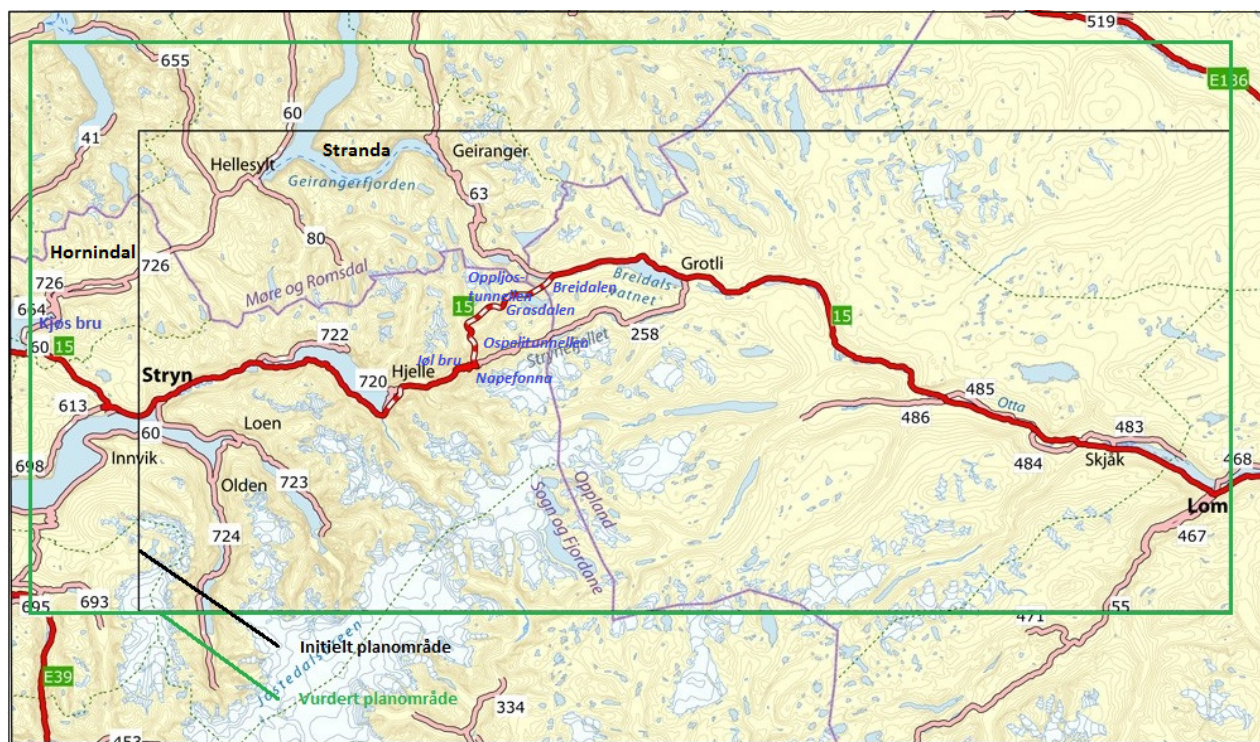 519
655
E136
60
41
Stranda
Hellesylt
Geiranger
Geirangerfjorden
63
80
Hornindal
726
Møre og Romsdal
726
Grotli
Oppljos-
tunnellen
Breidalen
Breidals-
vatnet
Grasdalen
15
664
Kjøs bru
15
60
722
258
15
Ospelitunnellen
Strynefjellet
Jøl bru
Hjelle
Napefonna
Stryn
720
485
Otta
486
613
60
Loen
483
Innvik
484
Skjåk
468
698
Olden
723
Lom
Oppland
Sogn og Fjordane
724
467
695
693
55
471
Initielt planområde
Jostedalsbreen
E39
Vurdert planområde
334
453